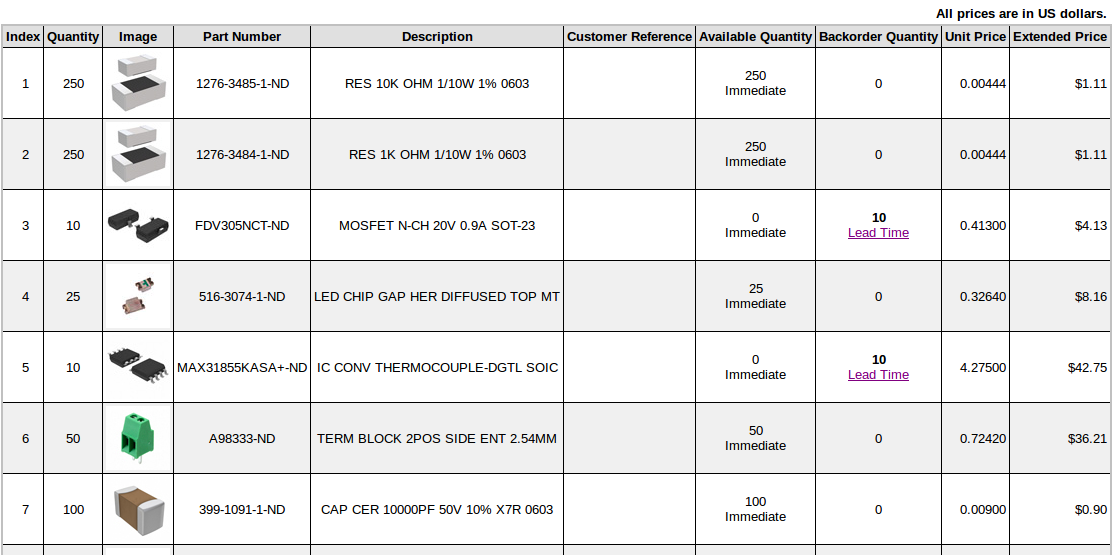 All prices are in US dollars.
Index Quantity Image Part Number Description Customer Reference Available Quantity Backorder Quantity Unit Price Extended Price
1 250 1276-3485-1-ND RES 10K OHM 1/10W 1% 0603 250 Immediate 0 0.00444 $1.11
2 250 1276-3484-1-ND RES 1K OHM 1/10W 1% 0603 250 Immediate 0 0.00444 $1.11
3 10 FDV305NCT-ND MOSFET N-CH 20V 0.9A SOT-23 0 Immediate 10 Lead Time 0.41300 $4.13
4 25 516-3074-1-ND LED CHIP GAP HER DIFFUSED TOP MT 25 Immediate 0 0.32640 $8.16
5 10 MAX31855KASA+-ND IC CONV THERMOCOUPLE-DGTL SOIC 0 Immediate 10 Lead Time 4.27500 $42.75
6 50 A98333-ND TERM BLOCK 2POS SIDE ENT 2.54MM 50 Immediate 0 0.72420 $36.21
7 100 399-1091-1-ND CAP CER 10000PF 50V 10% X7R 0603 100 Immediate 0 0.00900 $0.90